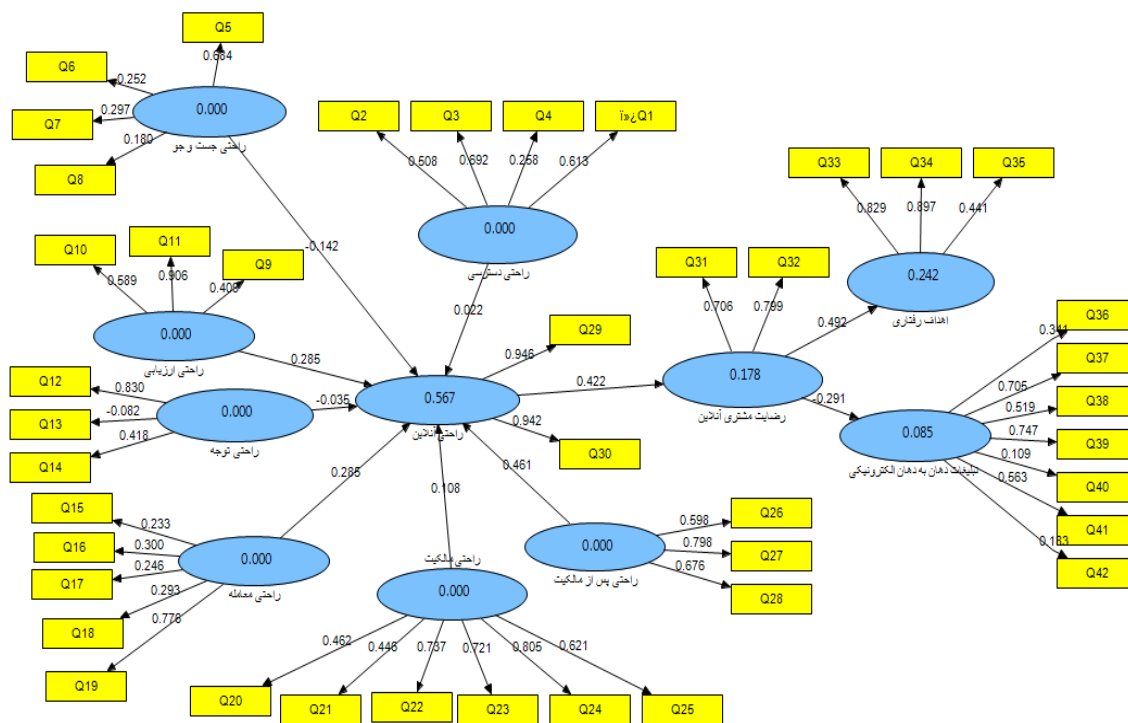 Q5
0.684
Q6
0.252
Q7
0.297
Q8
0.180
0.000
راحتی جست و جو
-0.142
Q2
Q3
Q4
ï»¿Q1
0.508
0.692
0.258
0.613
0.000
راحتی دسترسی
0.022
Q10
Q11
Q9
0.589
0.906
0.409
0.000
راحتی ارزیابی
0.285
Q12
Q13
Q14
0.830
-0.082
0.418
0.000
راحتی توجه
-0.035
Q29
0.946
0.567
راحتی آنلاین
0.942
Q30
0.422
Q31
Q32
0.706
0.799
0.178
رضایت مشتری آنلاین
0.492
-0.291
Q33
Q34
Q35
0.829
0.897
0.441
0.242
اهداف رفتاری
0.085
تبلیغات دهان به دهان الکترونیکی
Q36
Q37
0.705
Q38
0.519
Q39
0.747
Q40
0.109
Q41
0.563
Q42
Q15
0.233
Q16
0.300
Q17
0.246
Q18
0.293
Q19
0.776
0.000
راحتی معامله
0.285
راحتی مالکیت
0.000
0.108
0.462
0.446
0.737
0.721
0.805
0.621
Q20
Q21
Q22
Q23
Q24
Q25
0.461
0.000
راحتی پس از مالکیت
0.598
Q26
0.798
Q27
0.676
Q28